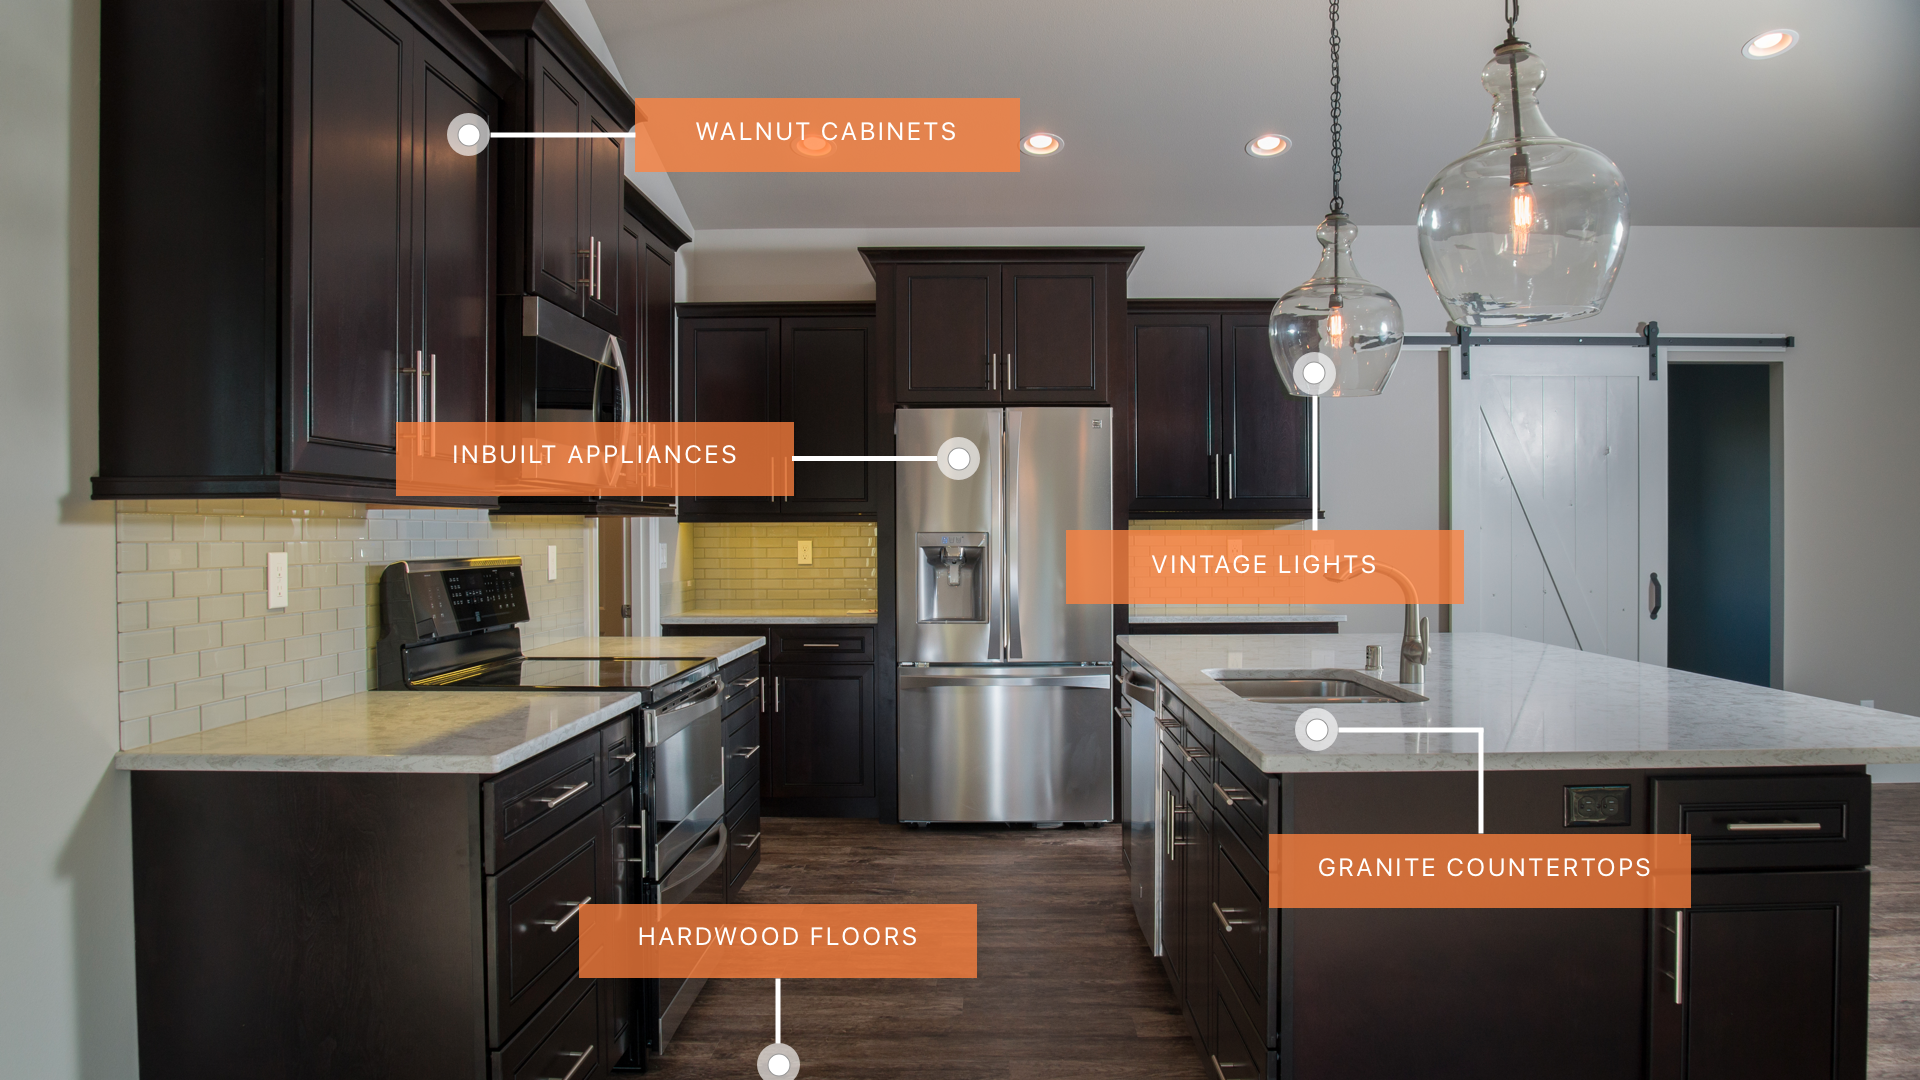 WALNUT CABINETS
INBUILT APPLIANCES
VINTAGE LIGHTS
GRANITE COUNTERTOPS
HARDWOOD FLOORS